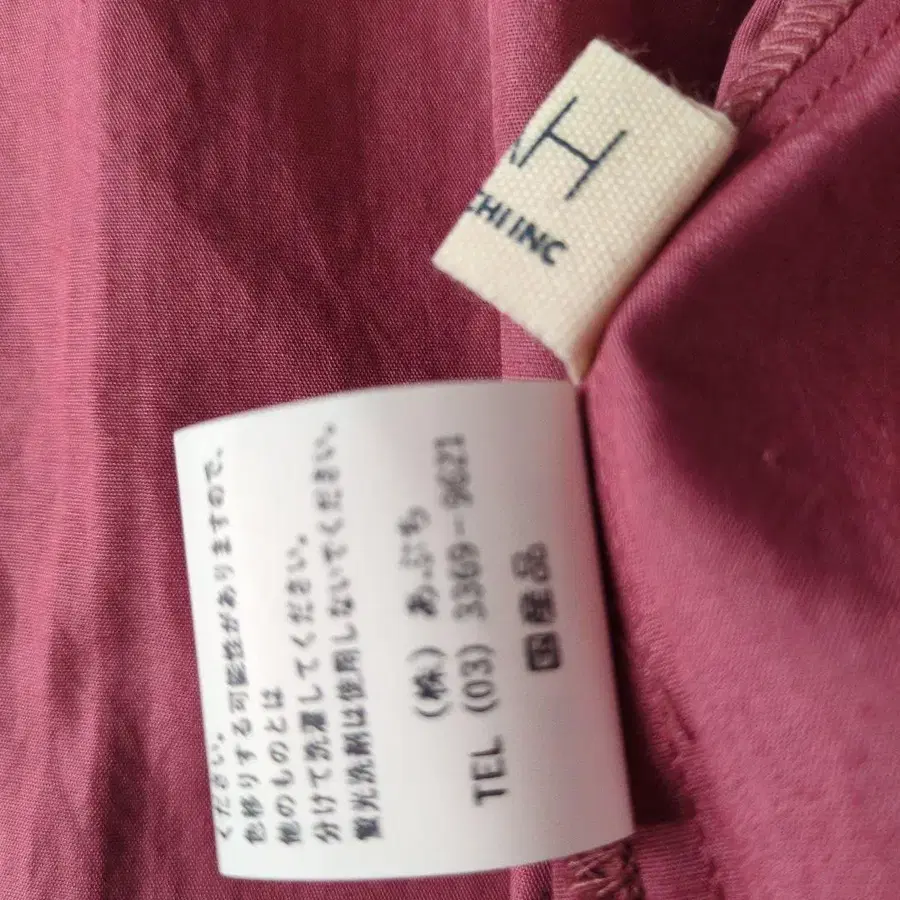 AH
CHI INC
ください。
色移りする可能性がありますので、
他のものとは
分けて洗濯してください。
蛍光洗剤は使用しないでください。
(株) あぶち
TEL (03) 3369-9621
国産品